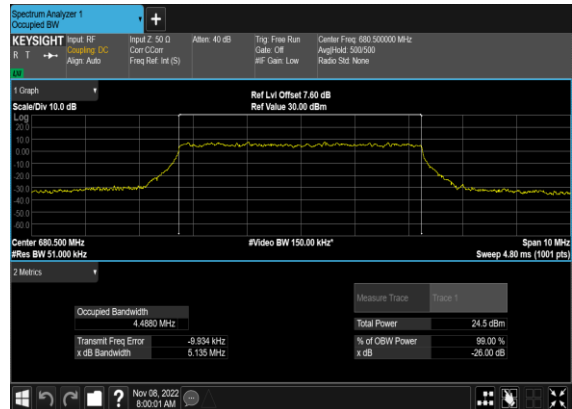 Spectrum Analyzer 1
Occupied BW
+
KEYSIGHT
R T
LXI
Input: RF
Coupling: DC
Align: Auto
Input Z: 50 Ω
Corr CCorr
Freq Ref: Int (S)
Atten: 40 dB
Trig: Free Run
Gate: Off
#IF Gain: Low
Center Freq: 680.500000 MHz
Avg|Hold: 500/500
Radio Std: None
1 Graph
Scale/Div 10.0 dB
Ref Lvl Offset 7.60 dB
Ref Value 30.00 dBm
Log
20.0
10.0
0.00
-10.0
-20.0
-30.0
-40.0
-50.0
-60.0
Center 680.500 MHz
#Res BW 51.000 kHz
#Video BW 150.00 kHz*
Span 10 MHz
Sweep 4.80 ms (1001 pts)
2 Metrics
Measure Trace Trace 1
Occupied Bandwidth
4.4880 MHz
Total Power 24.5 dBm
Transmit Freq Error -9.934 kHz
% of OBW Power 99.00 %
x dB Bandwidth 5.135 MHz
x dB -26.00 dB
?
Nov 08, 2022
8:00:01 AM